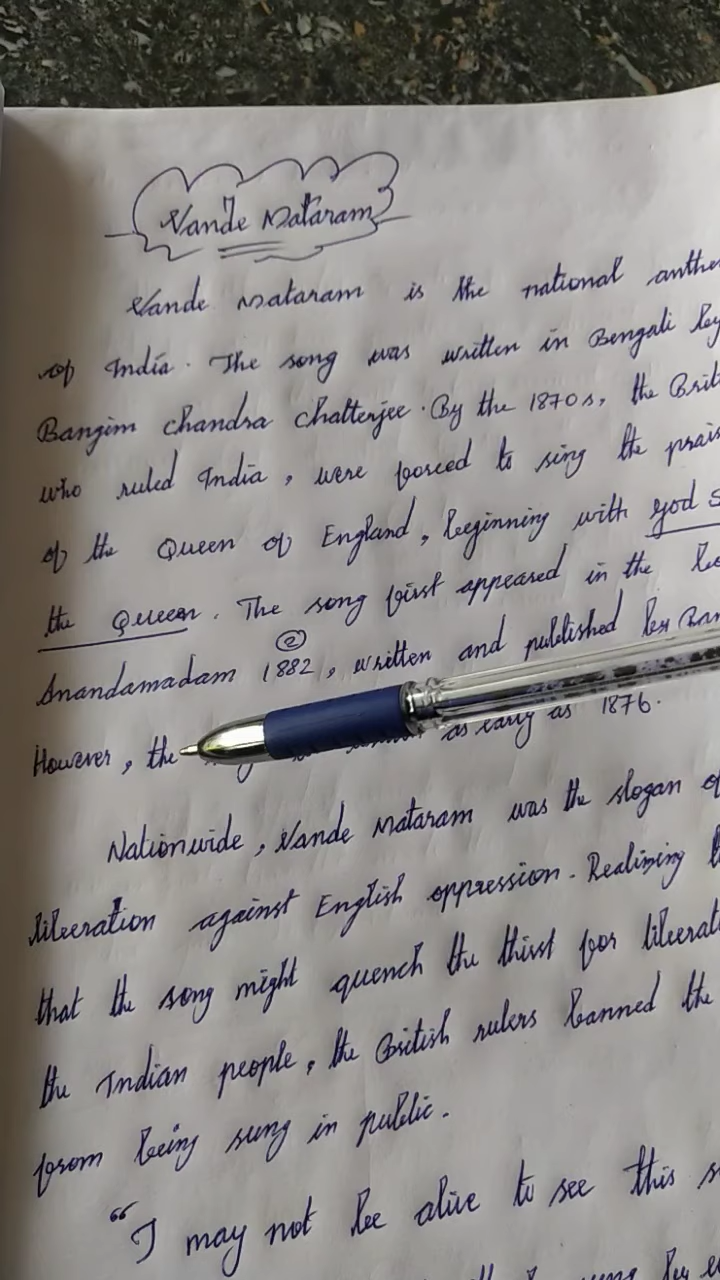 Vande Mataram
Vande Mataram is the national anthe
of India. The song was written in Bengali by
Bangim chandra chatterjee. By the 1870s, the Brit
who ruled India, were forced to sing the prais
of the Queen of England, beginning with god S
the Queen. The song first appeared in the bo
②
Anandamadam 1882, written and published by Ban
However, the as early as 1876.
Nationwide, Vande Mataram was the slogan of
liberation against English oppression. Realizing t
that the song might quench the thirst for liberat
the Indian people, the British rulers banned the
from being sung in public.
"I may not be alive to see this s